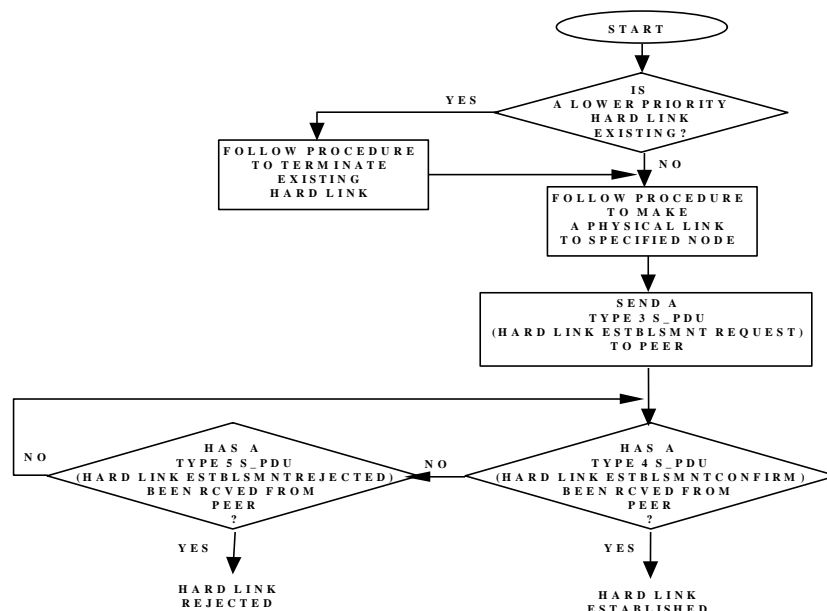 START
IS
A LOWER PRIORITY
HARD LINK
EXISTING?
YES
NO
FOLLOW PROCEDURE
TO TERMINATE
EXISTING
HARD LINK
FOLLOW PROCEDURE
TO MAKE
A PHYSICAL LINK
TO SPECIFIED NODE
SEND A
TYPE 3 S_PDU
(HARD LINK ESTBLSMNT REQUEST)
TO PEER
HAS A
TYPE 4 S_PDU
(HARD LINK ESTBLSMNTCONFIRM)
BEEN RCVED FROM
PEER
?
NO
YES
HAS A
TYPE 5 S_PDU
(HARD LINK ESTBLSMNTREJECTED)
BEEN RCVED FROM
PEER
?
NO
YES
HARD LINK
REJECTED
HARD LINK
ESTABLISHED